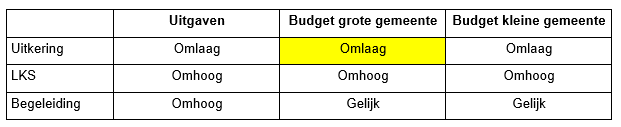 Uitgaven Budget grote gemeente Budget kleine gemeente
Uitkering Omlaag Omlaag Omlaag
LKS Omhoog Omhoog Omhoog
Begeleiding Omhoog Gelijk Gelijk